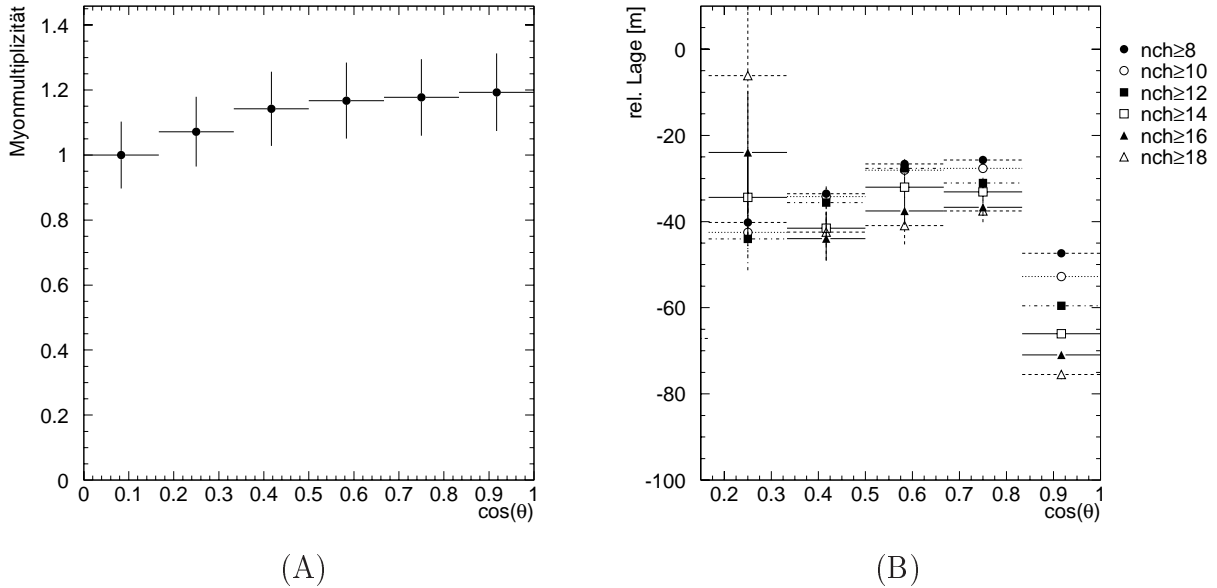 Myonmultiplizität
1.4
1.2
1
0.8
0.6
0.4
0.2
0
0 0.1 0.2 0.3 0.4 0.5 0.6 0.7 0.8 0.9 1
cos(θ)
(A)
rel. Lage [m]
0
-20
-40
-60
-80
-100
0.2 0.3 0.4 0.5 0.6 0.7 0.8 0.9 1
cos(θ)
nch≥8
nch≥10
nch≥12
nch≥14
nch≥16
nch≥18
(B)